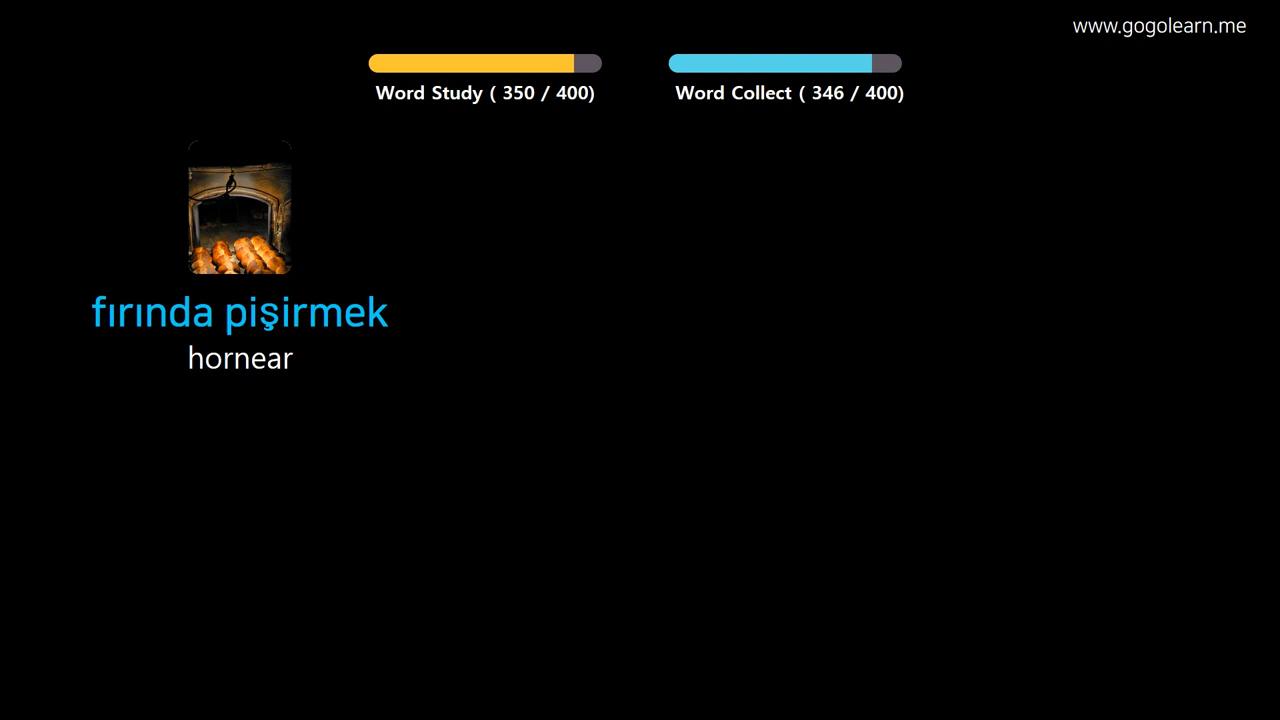 www.gogolearn.me
Word Study ( 350 / 400)
Word Collect ( 346 / 400)
fırında pişirmek
hornear